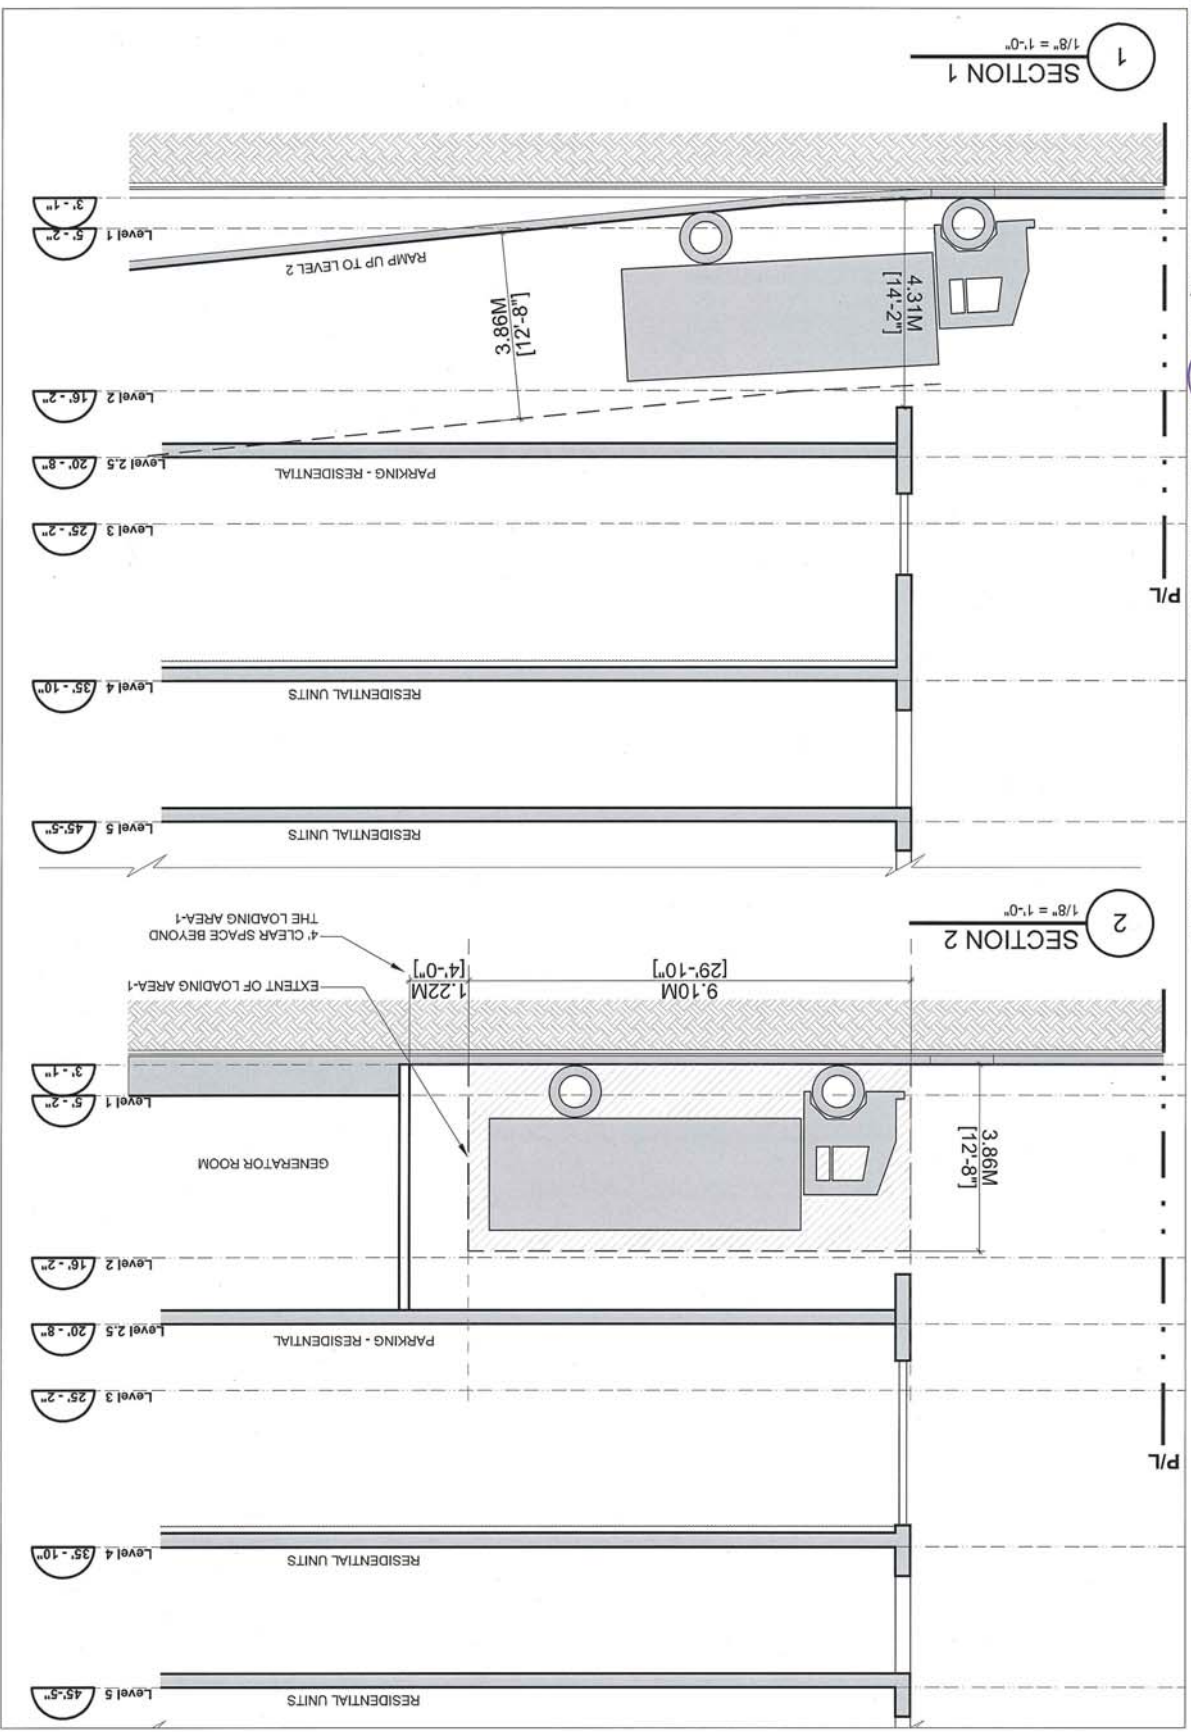 RESIDENTIAL UNITS
Level 5
45'-5"
RESIDENTIAL UNITS
Level 4
35' - 10"
P/L
Level 3
25' - 2"
PARKING - RESIDENTIAL
Level 2.5
20' - 8"
Level 2
16' - 2"
3.86M
[12'-8"]
GENERATOR ROOM
Level 1
5' - 2"
3' - 1"
9.10M
[29'-10"]
1.22M
[4'-0"]
EXTENT OF LOADING AREA-1
4' CLEAR SPACE BEYOND
THE LOADING AREA-1
2
SECTION 2
1/8" = 1'-0"
RESIDENTIAL UNITS
Level 5
45'-5"
RESIDENTIAL UNITS
Level 4
35' - 10"
P/L
Level 3
25' - 2"
PARKING - RESIDENTIAL
Level 2.5
20' - 8"
Level 2
16' - 2"
4.31M
[14'-2"]
3.86M
[12'-8"]
RAMP UP TO LEVEL 2
Level 1
5' - 2"
3' - 1"
1
SECTION 1
1/8" = 1'-0"